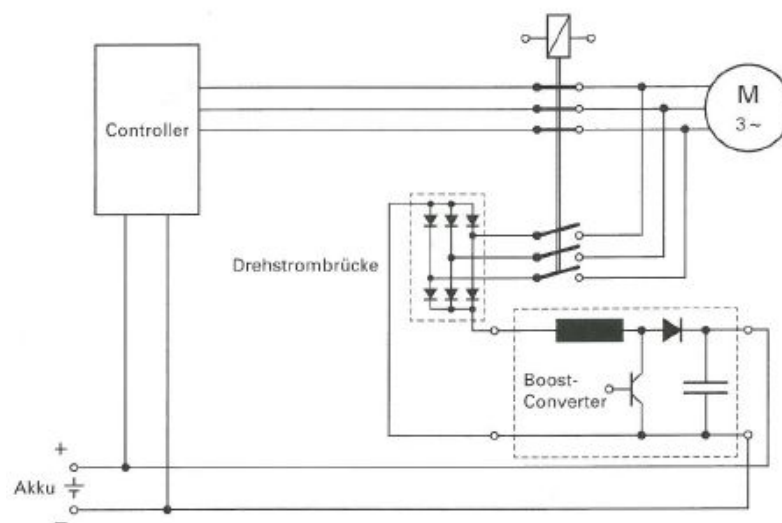 Controller
M
3~
Drehstrombrücke
Boost-
Converter
+
Akku
−